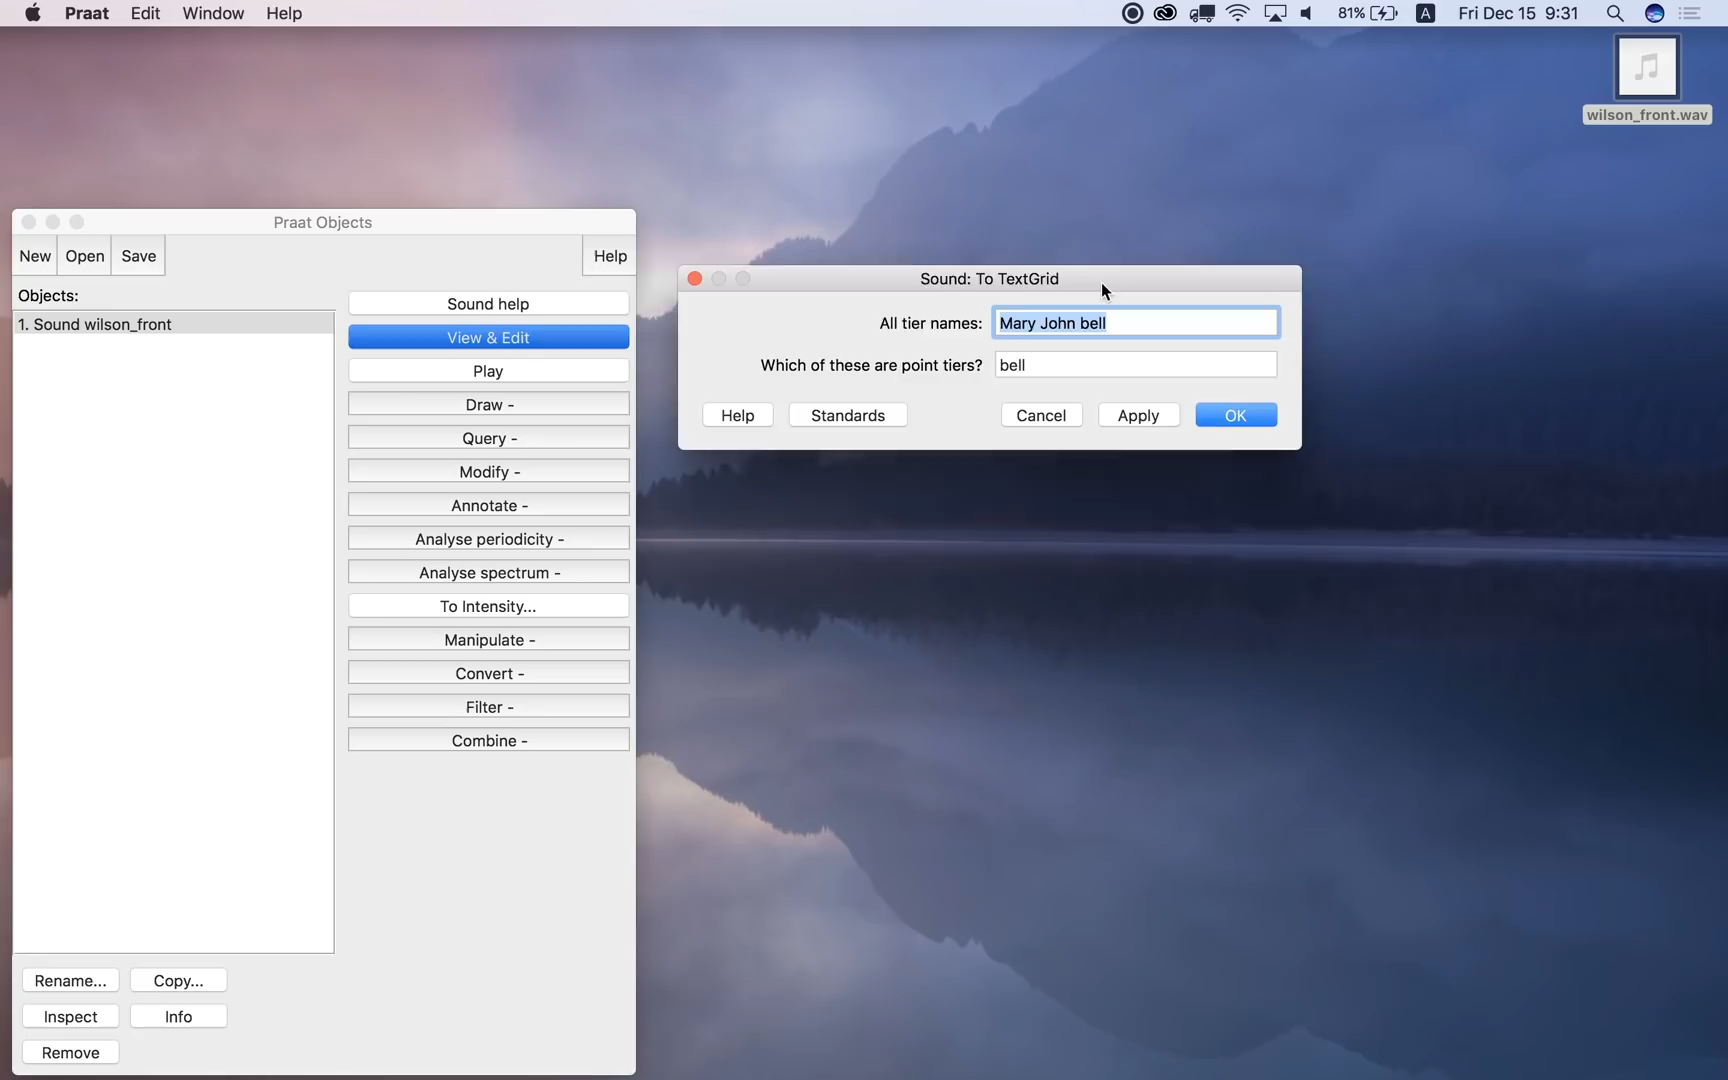 Praat Edit Window Help
81% A Fri Dec 15 9:31
wilson_front.wav
Praat Objects
New Open Save Help
Objects:
1. Sound wilson_front
Sound help
View & Edit
Play
Draw -
Query -
Modify -
Annotate -
Analyse periodicity -
Analyse spectrum -
To Intensity...
Manipulate -
Convert -
Filter -
Combine -
Rename... Copy...
Inspect Info
Remove
Sound: To TextGrid
All tier names: Mary John bell
Which of these are point tiers? bell
Help Standards Cancel Apply OK